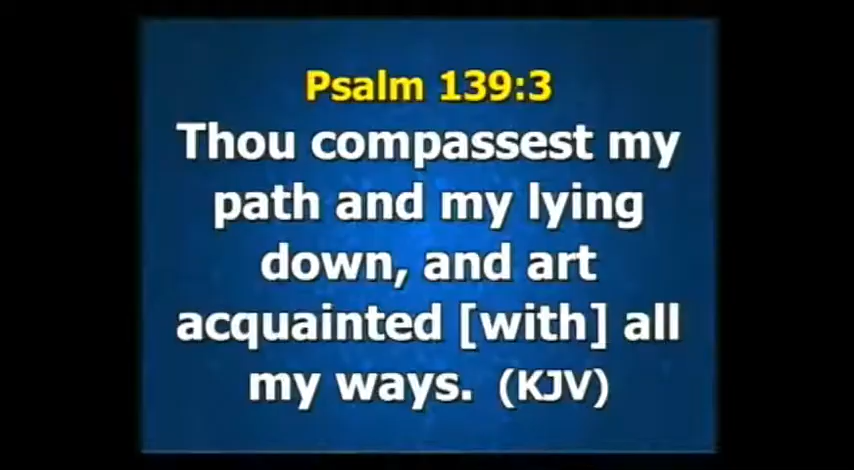 Psalm 139:3
Thou compassest my
path and my lying
down, and art
acquainted [with] all
my ways. (KJV)